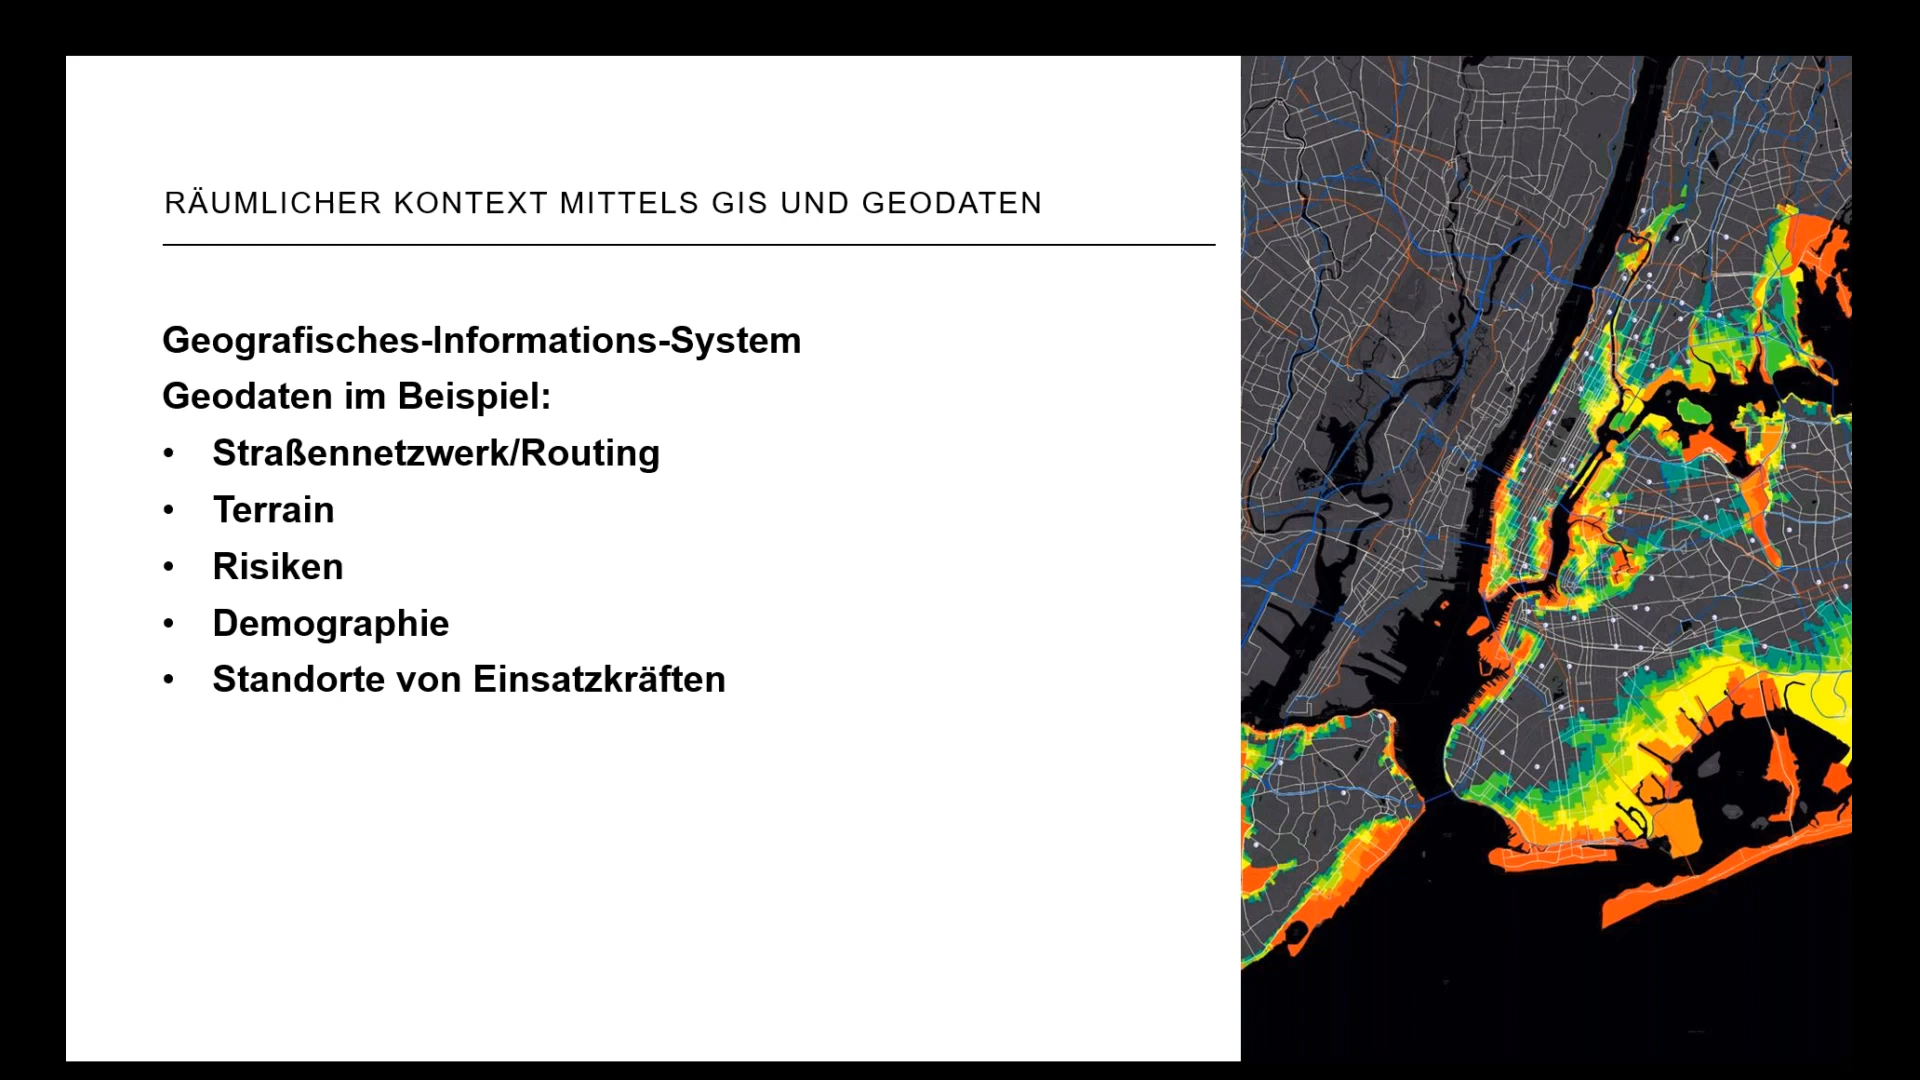 RÄUMLICHER KONTEXT MITTELS GIS UND GEODATEN
Geografisches-Informations-System
Geodaten im Beispiel:
• Straßennetzwerk/Routing
• Terrain
• Risiken
• Demographie
• Standorte von Einsatzkräften